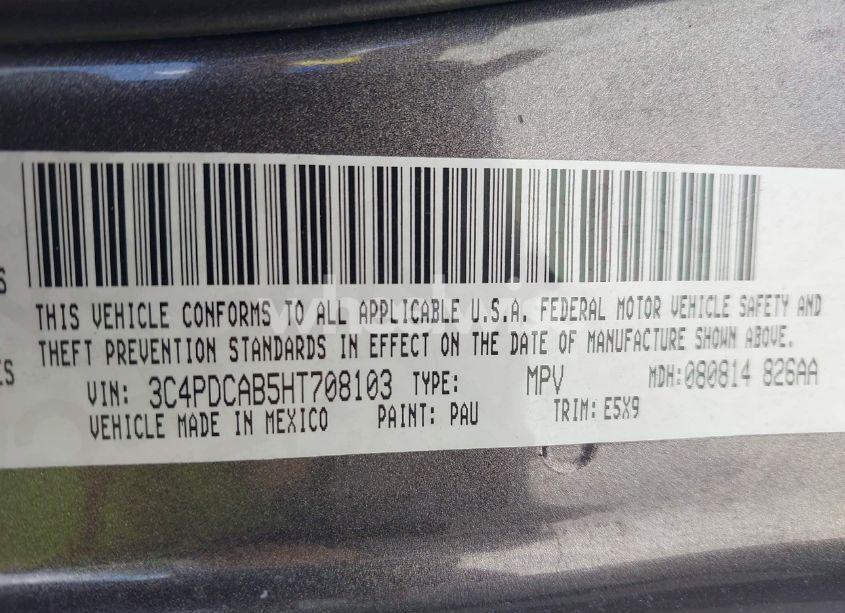 THIS VEHICLE CONFORMS TO ALL APPLICABLE U.S.A. FEDERAL MOTOR VEHICLE SAFETY AND
THEFT PREVENTION STANDARDS IN EFFECT ON THE DATE OF MANUFACTURE SHOWN ABOVE.
VIN: 3C4PDCAB5HT708103 TYPE: MPV MDH:080814 826AA
VEHICLE MADE IN MEXICO PAINT: PAU TRIM: E5X9